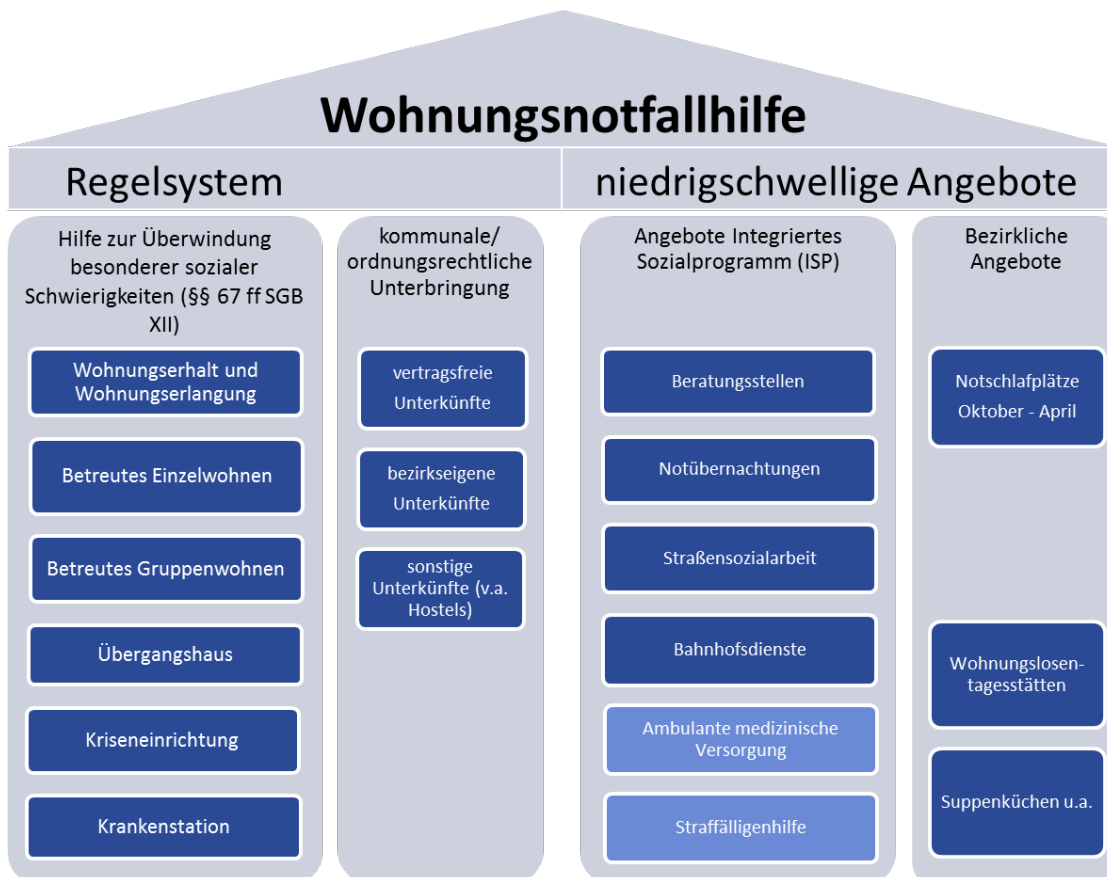 Wohnungsnotfallhilfe
Regelsystem
niedrigschwellige Angebote
Hilfe zur Überwindung
besonderer sozialer
Schwierigkeiten (§§ 67 ff SGB
XII)
Wohnungserhalt und
Wohnungserlangung
Betreutes Einzelwohnen
Betreutes Gruppenwohnen
Übergangshaus
Kriseneinrichtung
Krankenstation
kommunale/
ordnungsrechtliche
Unterbringung
vertragsfreie
Unterkünfte
bezirkseigene
Unterkünfte
sonstige
Unterkünfte (v.a.
Hostels)
Angebote Integriertes
Sozialprogramm (ISP)
Beratungsstellen
Notübernachtungen
Straßensozialarbeit
Bahnhofsdienste
Ambulante medizinische
Versorgung
Straffälligenhilfe
Bezirkliche
Angebote
Notschlafplätze
Oktober - April
Wohnungslosen-
tagesstätten
Suppenküchen u.a.